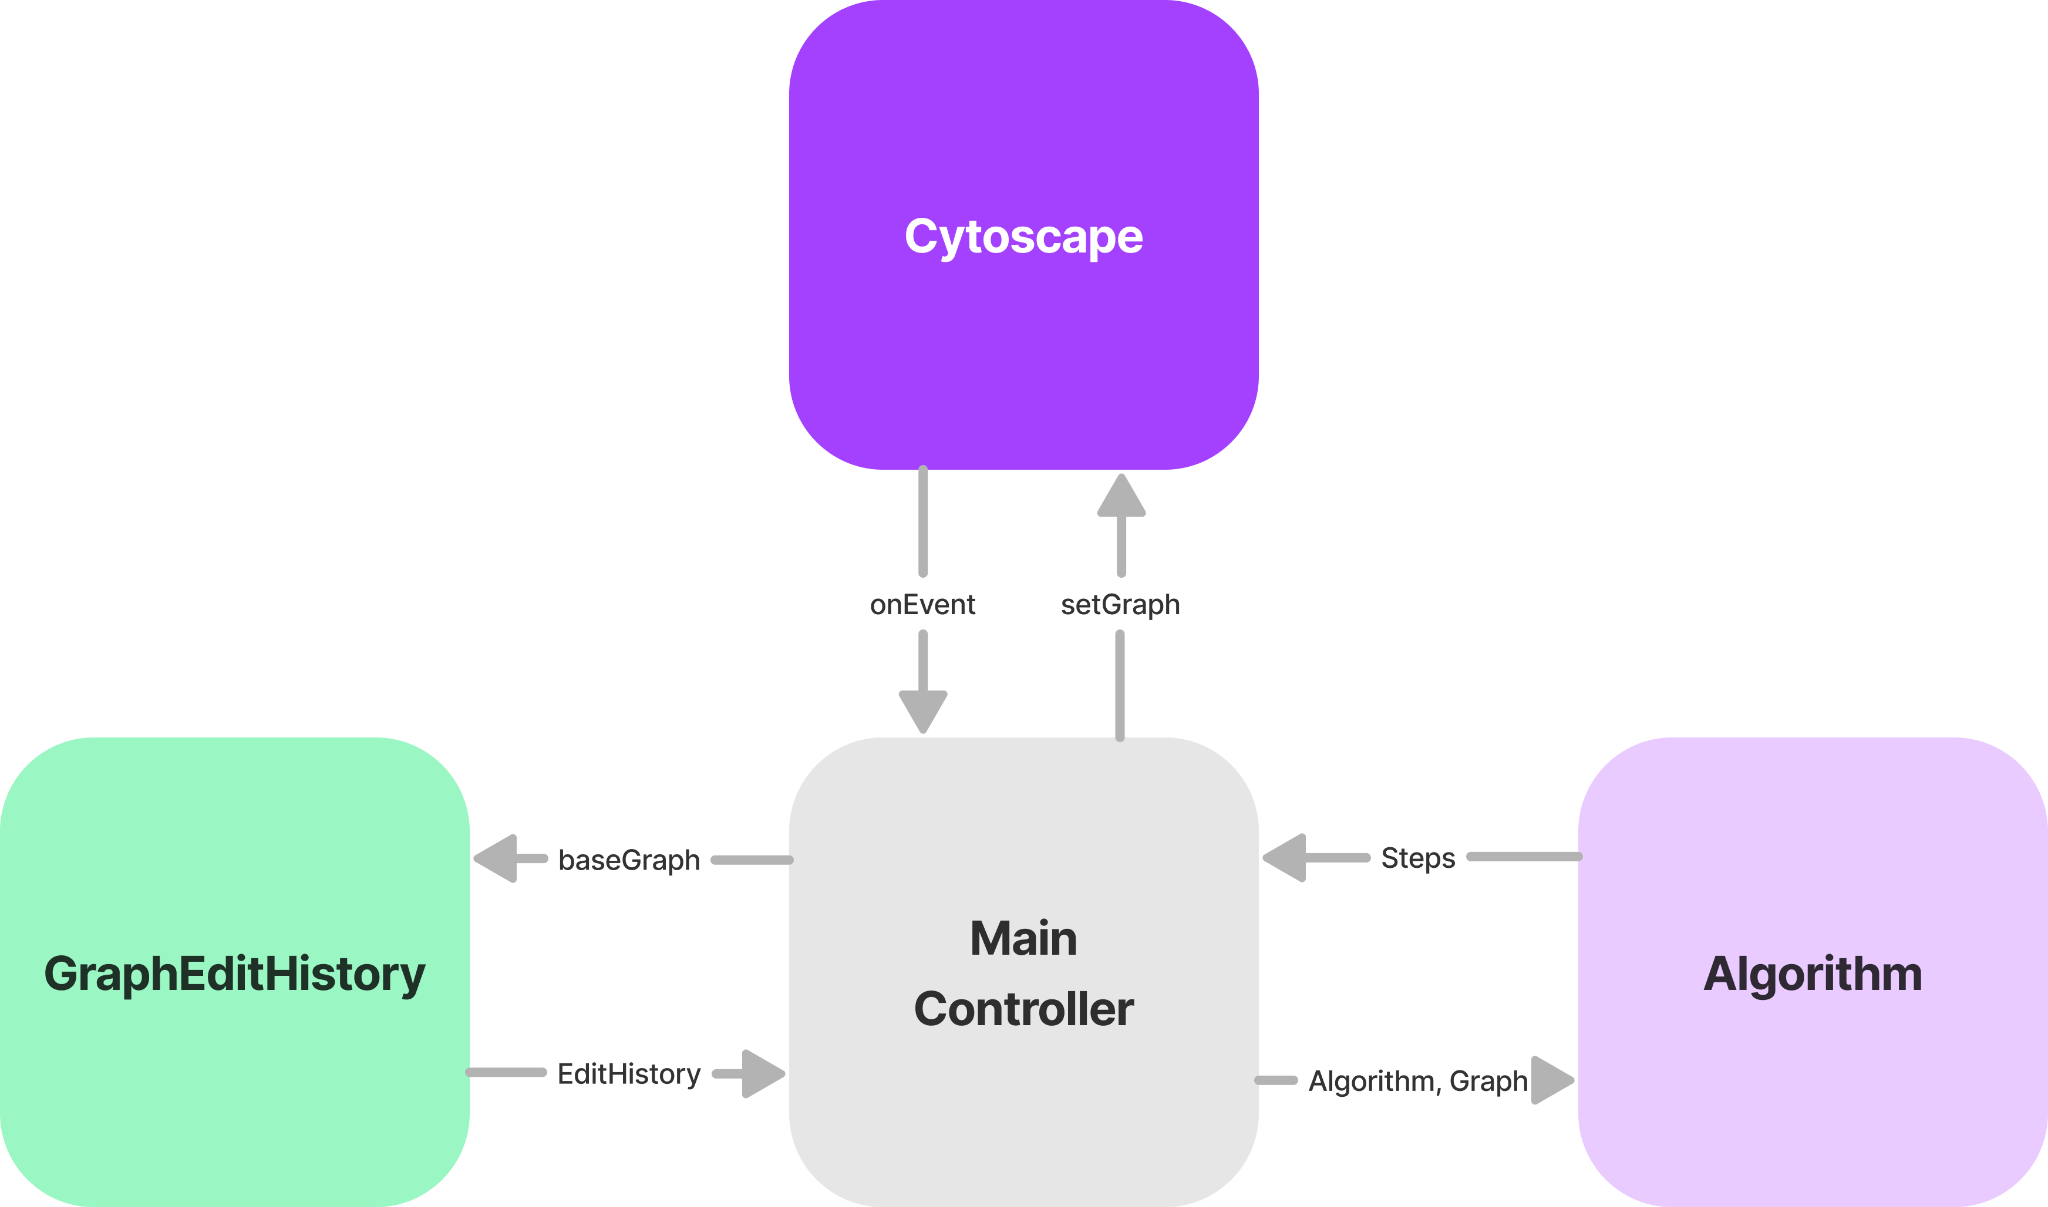 Cytoscape
onEvent
setGraph
baseGraph
Steps
GraphEditHistory
Main
Controller
Algorithm
EditHistory
Algorithm, Graph